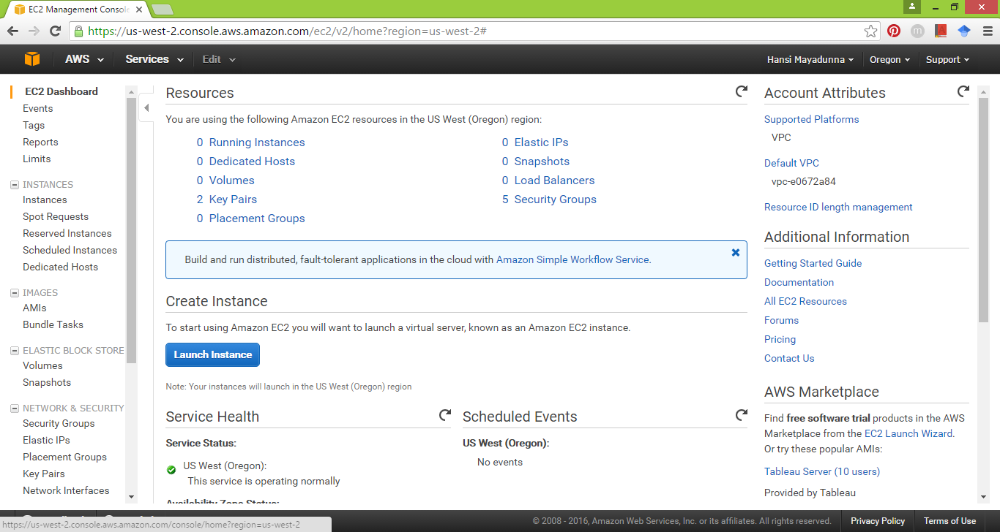 EC2 Management Consol
https://us-west-2.console.aws.amazon.com/ec2/v2/home?region=us-west-2#
AWS Services Edit Hansi Mayadunna Oregon Support
EC2 Dashboard
Events
Tags
Reports
Limits
INSTANCES
Instances
Spot Requests
Reserved Instances
Scheduled Instances
Dedicated Hosts
IMAGES
AMIs
Bundle Tasks
ELASTIC BLOCK STORE
Volumes
Snapshots
NETWORK & SECURITY
Security Groups
Elastic IPs
Placement Groups
Key Pairs
Network Interfaces
Resources
You are using the following Amazon EC2 resources in the US West (Oregon) region:
0 Running Instances 0 Elastic IPs
0 Dedicated Hosts 0 Snapshots
0 Volumes 0 Load Balancers
2 Key Pairs 5 Security Groups
0 Placement Groups
Build and run distributed, fault-tolerant applications in the cloud with Amazon Simple Workflow Service.
Create Instance
To start using Amazon EC2 you will want to launch a virtual server, known as an Amazon EC2 instance.
Launch Instance
Note: Your instances will launch in the US West (Oregon) region
Service Health
Service Status:
US West (Oregon):
This service is operating normally
Availability Zone Status:
Scheduled Events
US West (Oregon):
No events
Account Attributes
Supported Platforms
VPC
Default VPC
vpc-e0672a84
Resource ID length management
Additional Information
Getting Started Guide
Documentation
All EC2 Resources
Forums
Pricing
Contact Us
AWS Marketplace
Find free software trial products in the AWS
Marketplace from the EC2 Launch Wizard.
Or try these popular AMIs:
Tableau Server (10 users)
Provided by Tableau
https://us-west-2.console.aws.amazon.com/console/home?region=us-west-2
© 2008 - 2016, Amazon Web Services, Inc. or its affiliates. All rights reserved. Privacy Policy Terms of Use